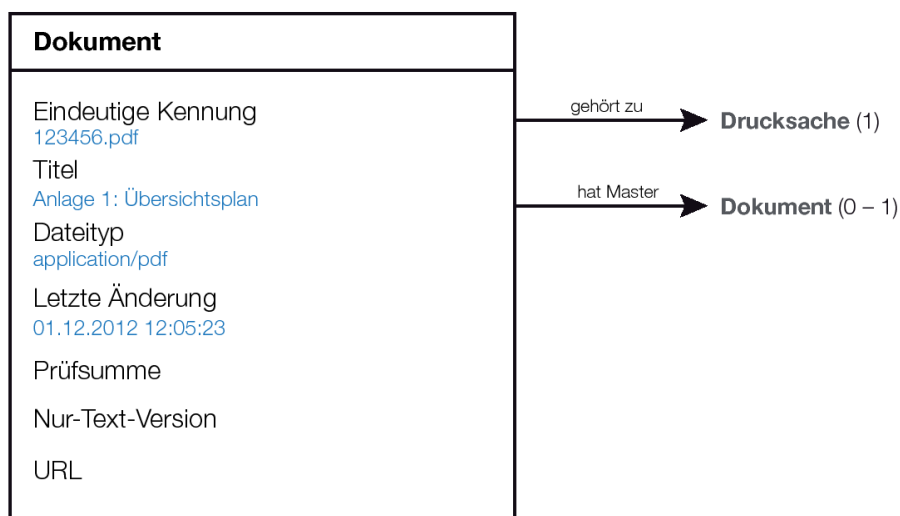 Dokument
Eindeutige Kennung
123456.pdf
Titel
Anlage 1: Übersichtsplan
Dateityp
application/pdf
Letzte Änderung
01.12.2012 12:05:23
Prüfsumme
Nur-Text-Version
URL
gehört zu
Drucksache (1)
hat Master
Dokument (0 – 1)